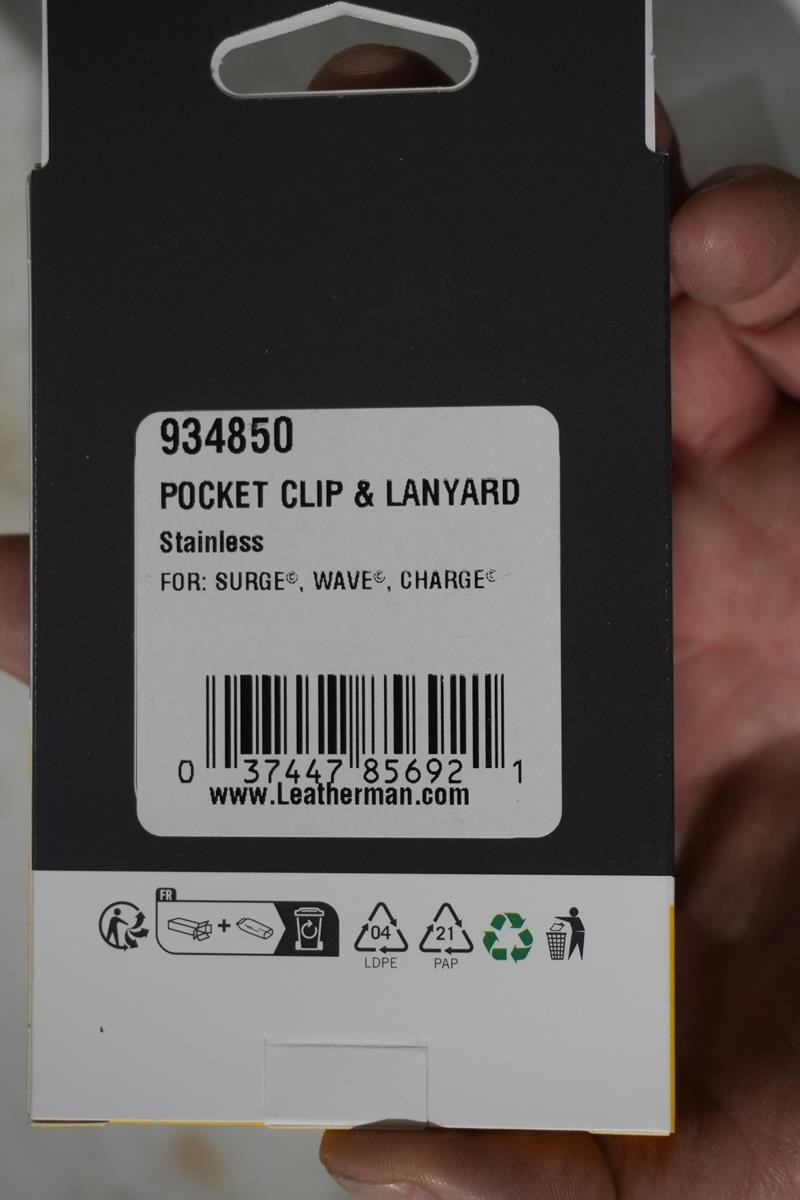 934850
POCKET CLIP & LANYARD
Stainless
FOR: SURGE©, WAVE©, CHARGE©
0 37447 85692 1
www.Leatherman.com
FR
+
04 21
LDPE PAP